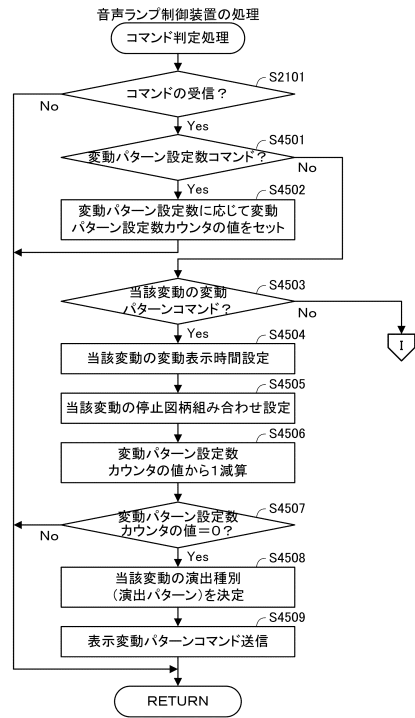 音声ランプ制御装置の処理
コマンド判定処理
S2101
コマンドの受信？
No
Yes
S4501
変動パターン設定数コマンド？
No
Yes
S4502
変動パターン設定数に応じて変動
パターン設定数カウンタの値をセット
S4503
当該変動の変動
パターンコマンド？
No
Yes
I
S4504
当該変動の変動表示時間設定
S4505
当該変動の停止図柄組み合わせ設定
S4506
変動パターン設定数
カウンタの値から1減算
S4507
変動パターン設定数
カウンタの値＝0？
No
Yes
S4508
当該変動の演出種別
（演出パターン）を決定
S4509
表示変動パターンコマンド送信
RETURN